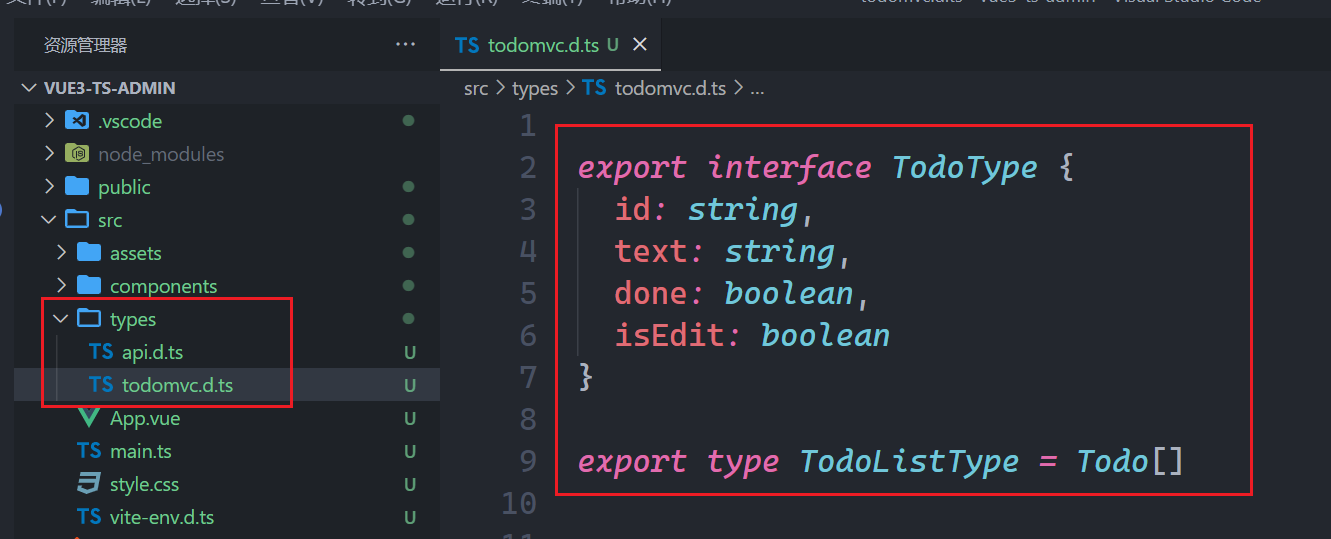 资源管理器
···
TS todomvc.d.ts U
VUE3-TS-ADMIN
src > types > TS todomvc.d.ts > ...
.vscode
node_modules
public
src
assets
components
types
TS api.d.ts U
TS todomvc.d.ts U
App.vue U
TS main.ts U
style.css U
TS vite-env.d.ts U
1
2 export interface TodoType {
3 id: string,
4 text: string,
5 done: boolean,
6 isEdit: boolean
7 }
8
9 export type TodoListType = Todo[]
10